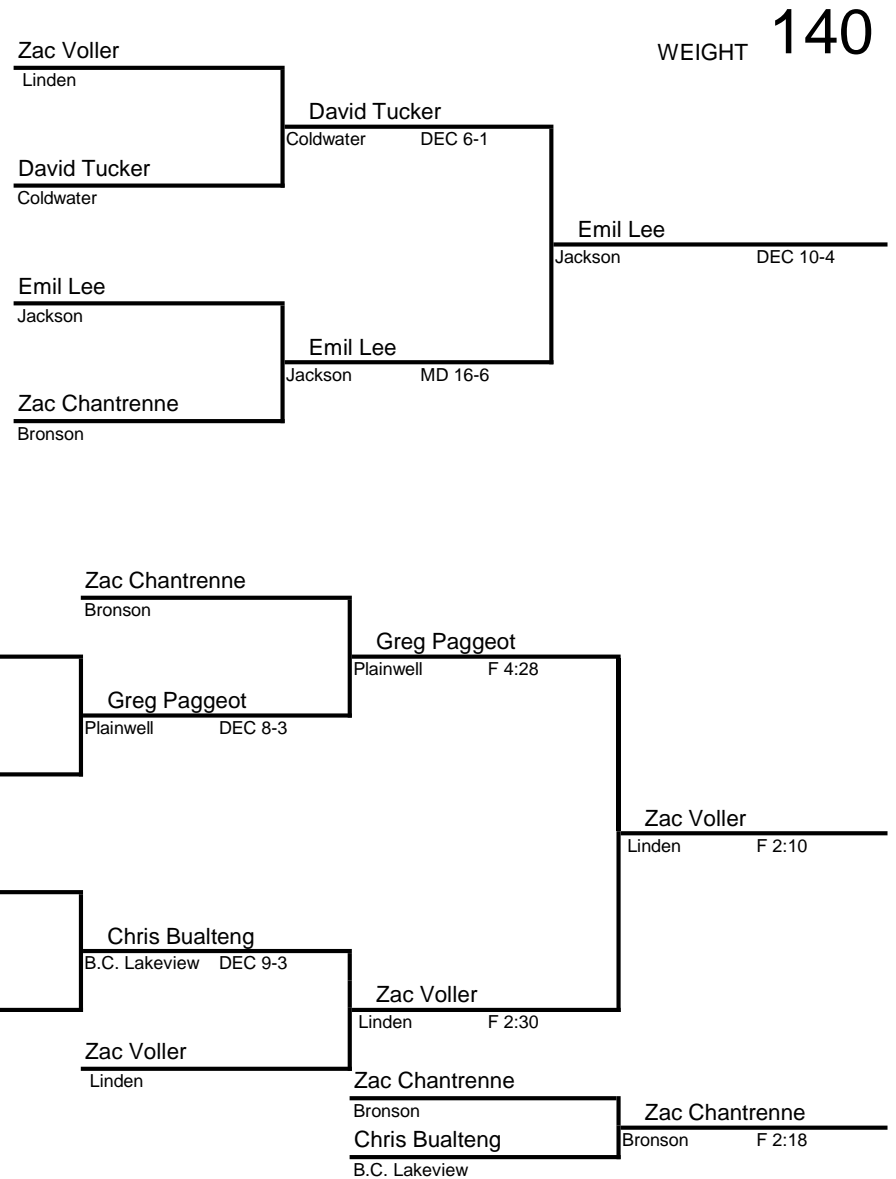 Zac Voller
WEIGHT 140
Linden
David Tucker
Coldwater DEC 6-1
David Tucker
Coldwater
Emil Lee
Jackson DEC 10-4
Emil Lee
Jackson
Emil Lee
Jackson MD 16-6
Zac Chantrenne
Bronson
Zac Chantrenne
Bronson
Greg Paggeot
Plainwell F 4:28
Greg Paggeot
Plainwell DEC 8-3
Zac Voller
Linden F 2:10
Chris Bualteng
B.C. Lakeview DEC 9-3
Zac Voller
Linden F 2:30
Zac Voller
Linden
Zac Chantrenne
Bronson
Zac Chantrenne
Bronson F 2:18
Chris Bualteng
B.C. Lakeview